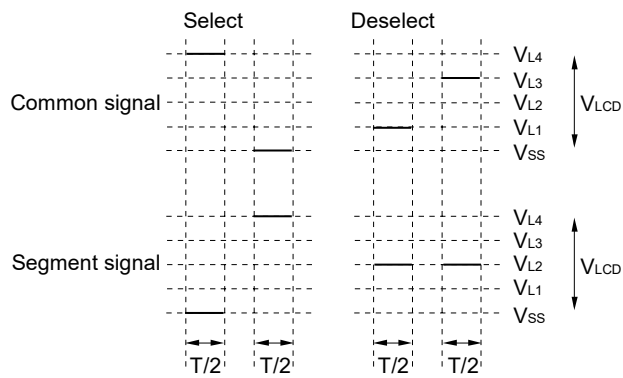 Select Deselect
VL4
VL3
Common signal VL2 VLCD
VL1
VSS
VL4
VL3
Segment signal VL2 VLCD
VL1
VSS
T/2 T/2 T/2 T/2